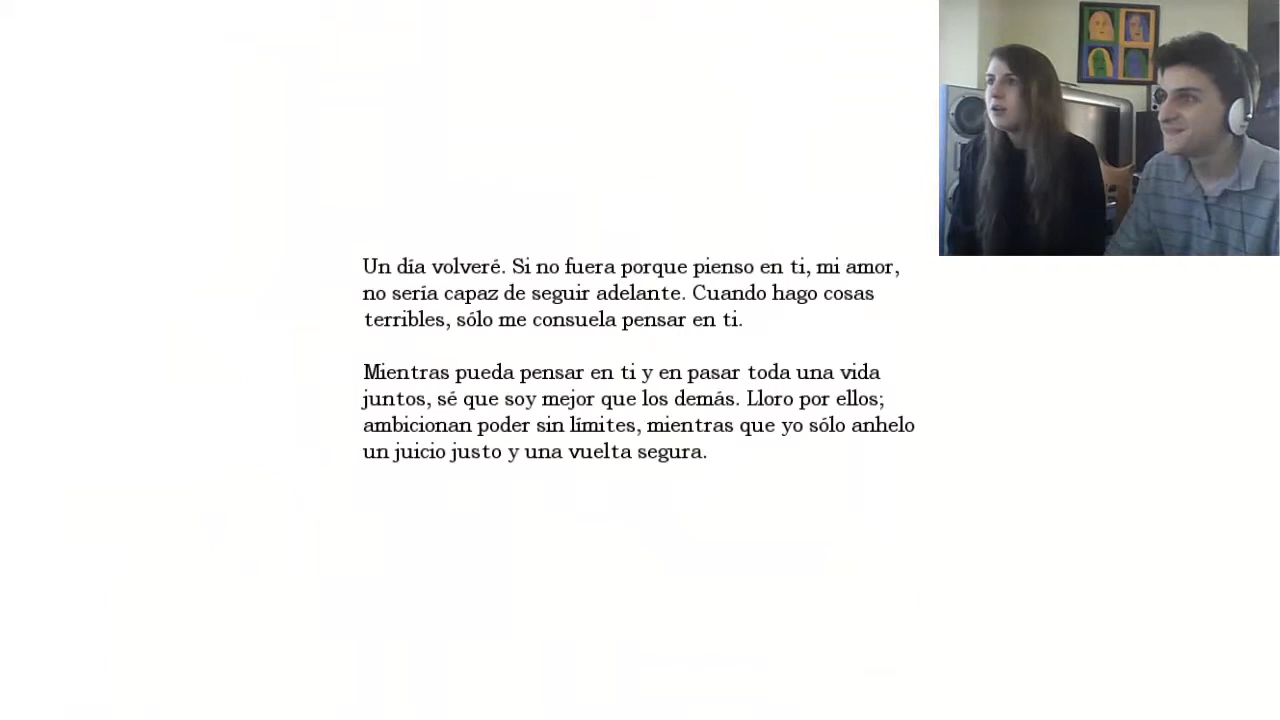 Un día volveré. Si no fuera porque pienso en ti, mi amor,
no sería capaz de seguir adelante. Cuando hago cosas
terribles, sólo me consuela pensar en ti.
Mientras pueda pensar en ti y en pasar toda una vida
juntos, sé que soy mejor que los demás. Lloro por ellos;
ambicionan poder sin límites, mientras que yo sólo anhelo
un juicio justo y una vuelta segura.